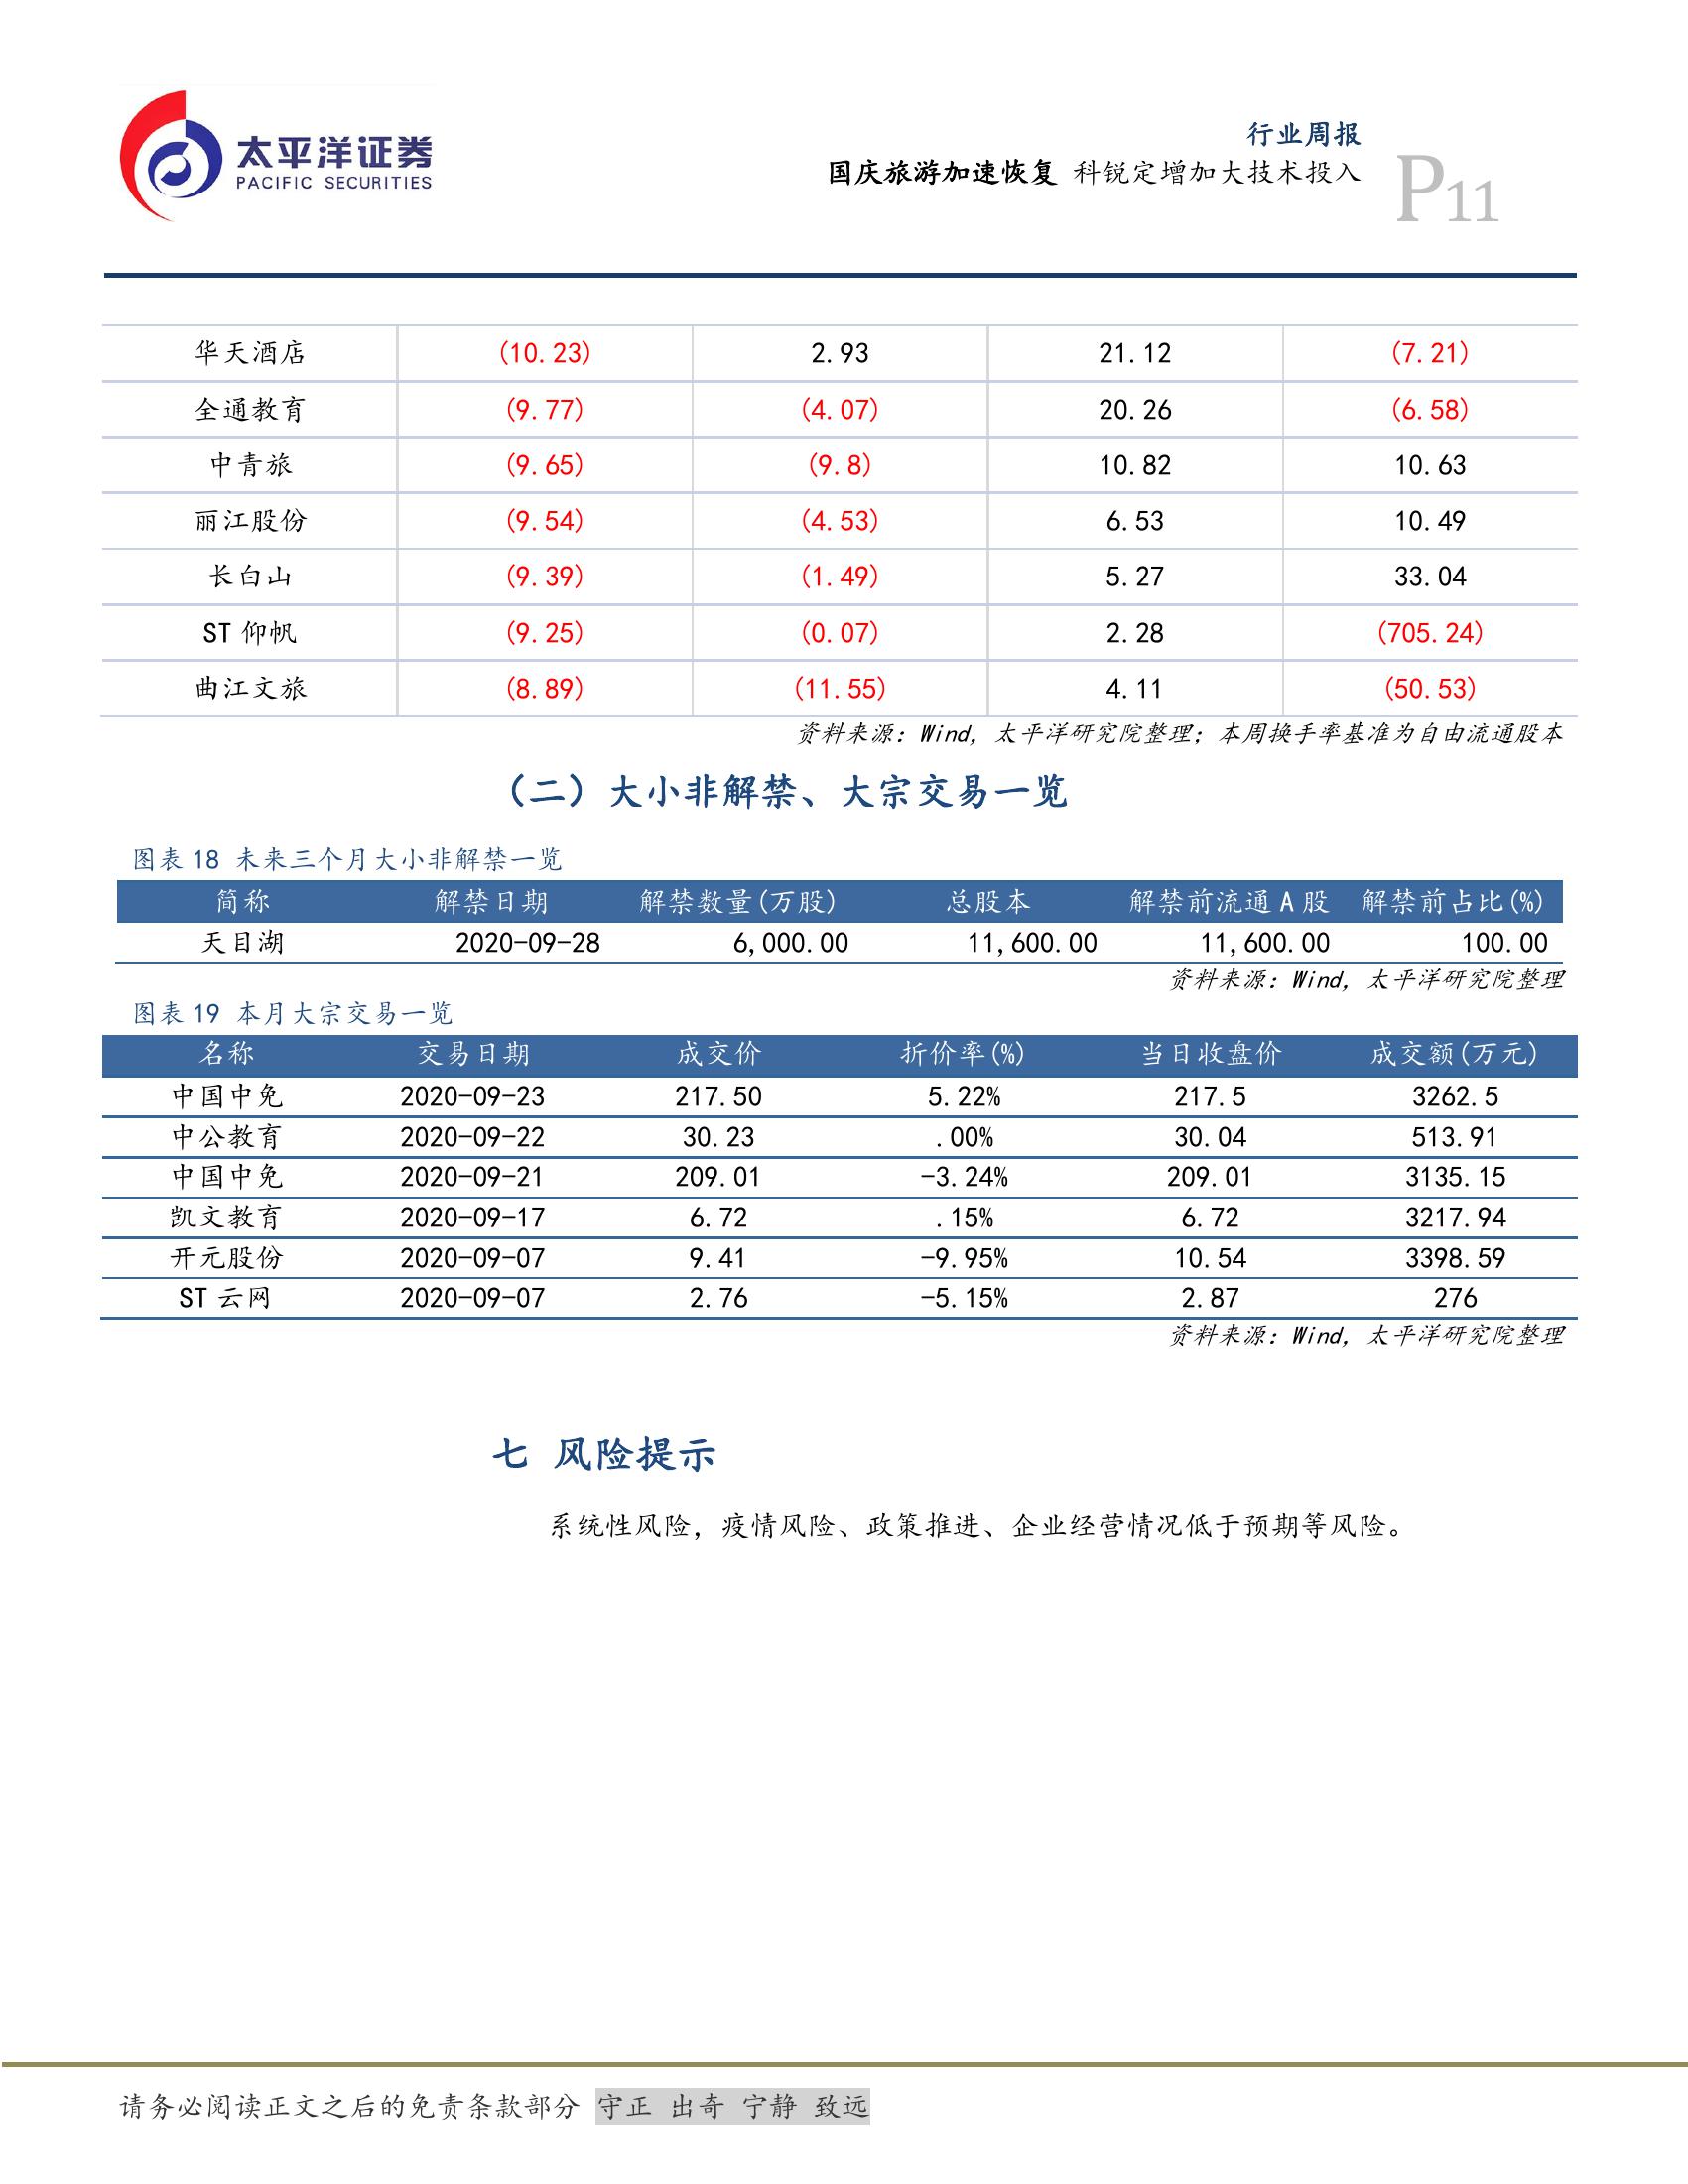 太平洋证券
PACIFIC SECURITIES
行业周报
国庆旅游加速恢复 科锐定增加大技术投入
P11
华天酒店 (10.23) 2.93 21.12 (7.21)
全通教育 (9.77) (4.07) 20.26 (6.58)
中青旅 (9.65) (9.8) 10.82 10.63
丽江股份 (9.54) (4.53) 6.53 10.49
长白山 (9.39) (1.49) 5.27 33.04
ST 仰帆 (9.25) (0.07) 2.28 (705.24)
曲江文旅 (8.89) (11.55) 4.11 (50.53)
资料来源：Wind，太平洋研究院整理；本周换手率基准为自由流通股本
（二）大小非解禁、大宗交易一览
图表 18 未来三个月大小非解禁一览
简称 解禁日期 解禁数量(万股) 总股本 解禁前流通 A 股 解禁前占比(%)
天目湖 2020-09-28 6,000.00 11,600.00 11,600.00 100.00
资料来源：Wind，太平洋研究院整理
图表 19 本月大宗交易一览
名称 交易日期 成交价 折价率(%) 当日收盘价 成交额(万元)
中国中免 2020-09-23 217.50 5.22% 217.5 3262.5
中公教育 2020-09-22 30.23 .00% 30.04 513.91
中国中免 2020-09-21 209.01 -3.24% 209.01 3135.15
凯文教育 2020-09-17 6.72 .15% 6.72 3217.94
开元股份 2020-09-07 9.41 -9.95% 10.54 3398.59
ST 云网 2020-09-07 2.76 -5.15% 2.87 276
资料来源：Wind，太平洋研究院整理
七 风险提示
系统性风险，疫情风险、政策推进、企业经营情况低于预期等风险。
请务必阅读正文之后的免责条款部分 守正 出奇 宁静 致远